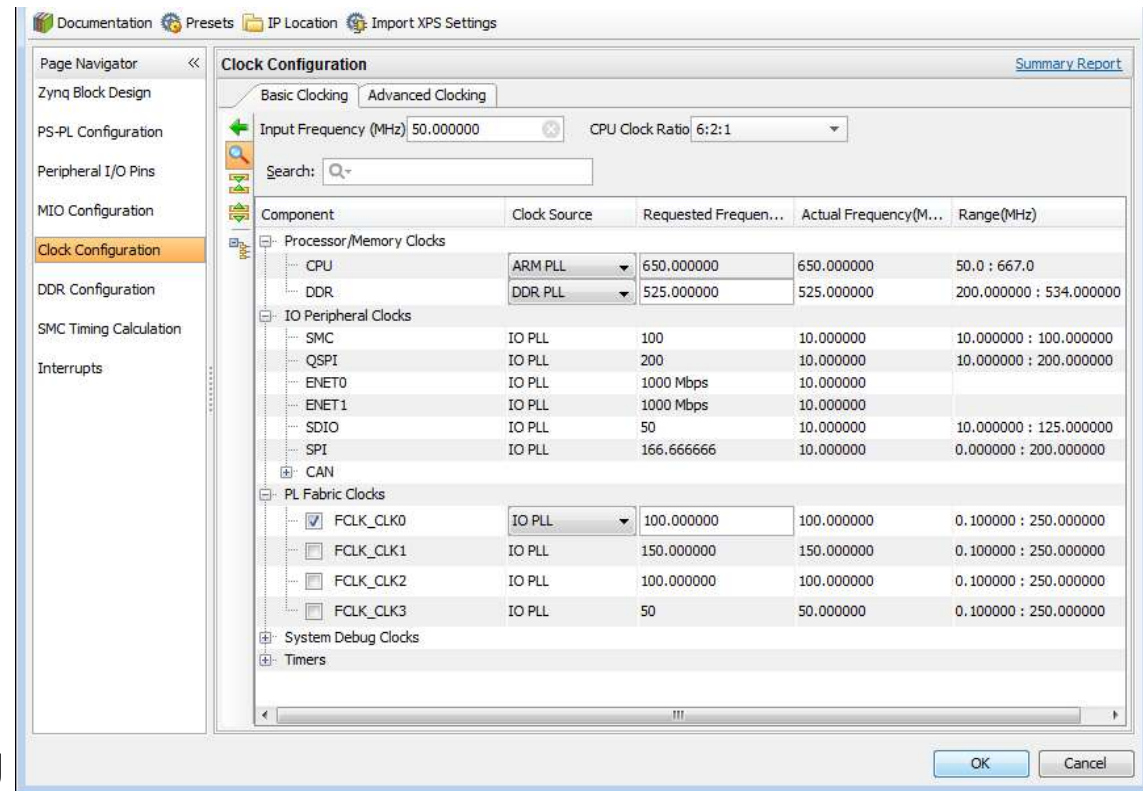 Documentation Presets IP Location Import XPS Settings
Page Navigator «
Zynq Block Design
PS-PL Configuration
Peripheral I/O Pins
MIO Configuration
Clock Configuration
DDR Configuration
SMC Timing Calculation
Interrupts
Clock Configuration Summary Report
Basic Clocking Advanced Clocking
Input Frequency (MHz) 50.000000 CPU Clock Ratio 6:2:1
Search:
Component Clock Source Requested Frequen... Actual Frequency(M... Range(MHz)
Processor/Memory Clocks
CPU ARM PLL 650.000000 650.000000 50.0 : 667.0
DDR DDR PLL 525.000000 525.000000 200.000000 : 534.000000
IO Peripheral Clocks
SMC IO PLL 100 10.000000 10.000000 : 100.000000
QSPI IO PLL 200 10.000000 10.000000 : 200.000000
ENET0 IO PLL 1000 Mbps 10.000000
ENET1 IO PLL 1000 Mbps 10.000000
SDIO IO PLL 50 10.000000 10.000000 : 125.000000
SPI IO PLL 166.666666 10.000000 0.000000 : 200.000000
CAN
PL Fabric Clocks
FCLK_CLK0 IO PLL 100.000000 100.000000 0.100000 : 250.000000
FCLK_CLK1 IO PLL 150.000000 150.000000 0.100000 : 250.000000
FCLK_CLK2 IO PLL 100.000000 100.000000 0.100000 : 250.000000
FCLK_CLK3 IO PLL 50 50.000000 0.100000 : 250.000000
System Debug Clocks
Timers
OK Cancel